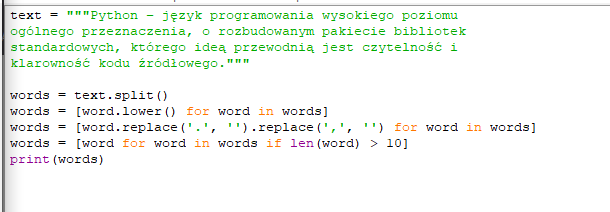 text = """Python – język programowania wysokiego poziomu
ogólnego przeznaczenia, o rozbudowanym pakiecie bibliotek
standardowych, którego ideą przewodnią jest czytelność i
klarowność kodu źródłowego."""
words = text.split()
words = [word.lower() for word in words]
words = [word.replace('.', '').replace(',', '') for word in words]
words = [word for word in words if len(word) > 10]
print(words)